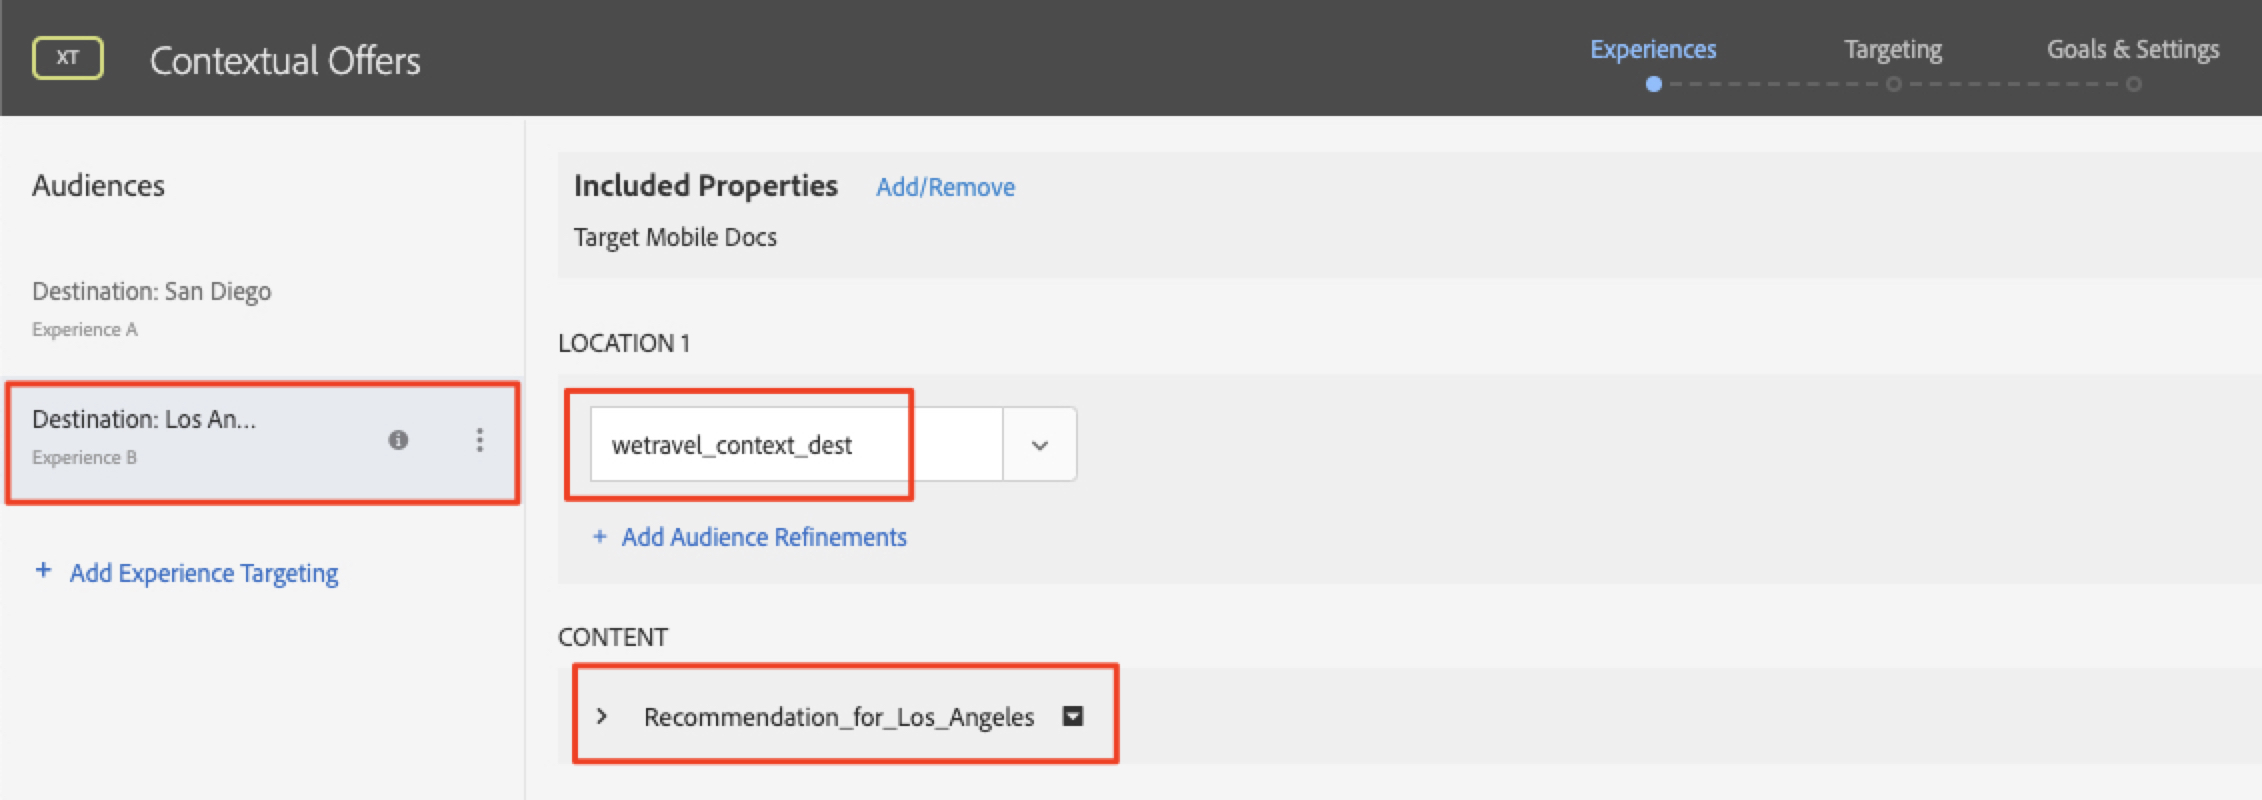 XT
Contextual Offers
Experiences
Targeting
Goals & Settings
Audiences
Destination: San Diego
Experience A
Destination: Los An...
Experience B
+ Add Experience Targeting
Included Properties Add/Remove
Target Mobile Docs
LOCATION 1
wetravel_context_dest
+ Add Audience Refinements
CONTENT
Recommendation_for_Los_Angeles